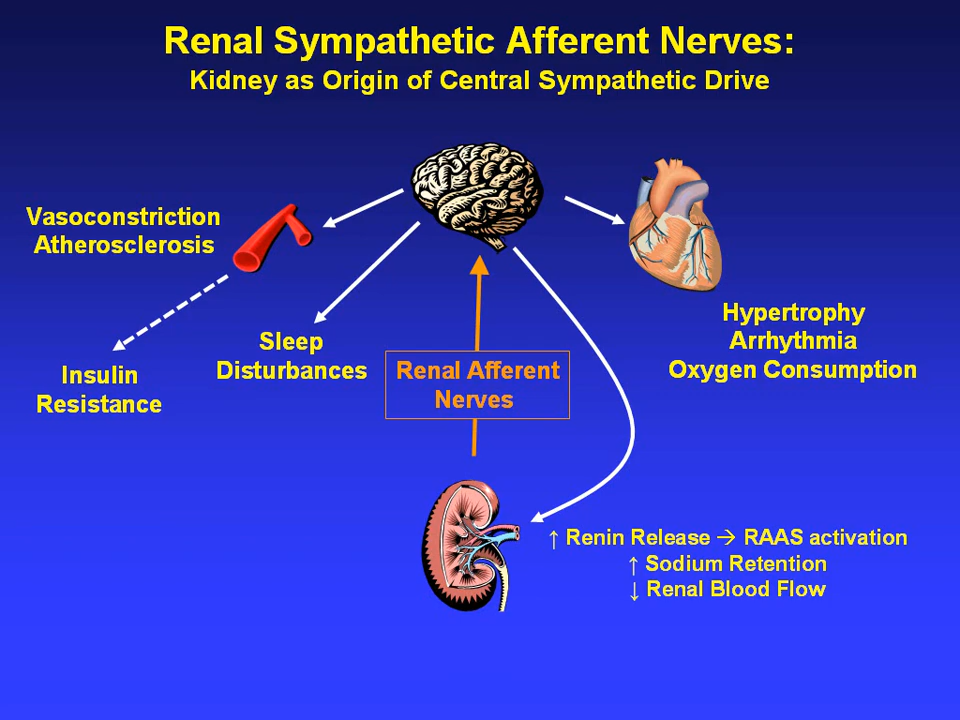 Renal Sympathetic Afferent Nerves:
Kidney as Origin of Central Sympathetic Drive
Vasoconstriction
Atherosclerosis
Hypertrophy
Arrhythmia
Oxygen Consumption
Sleep
Disturbances
Insulin
Resistance
Renal Afferent
Nerves
↑ Renin Release → RAAS activation
↑ Sodium Retention
↓ Renal Blood Flow